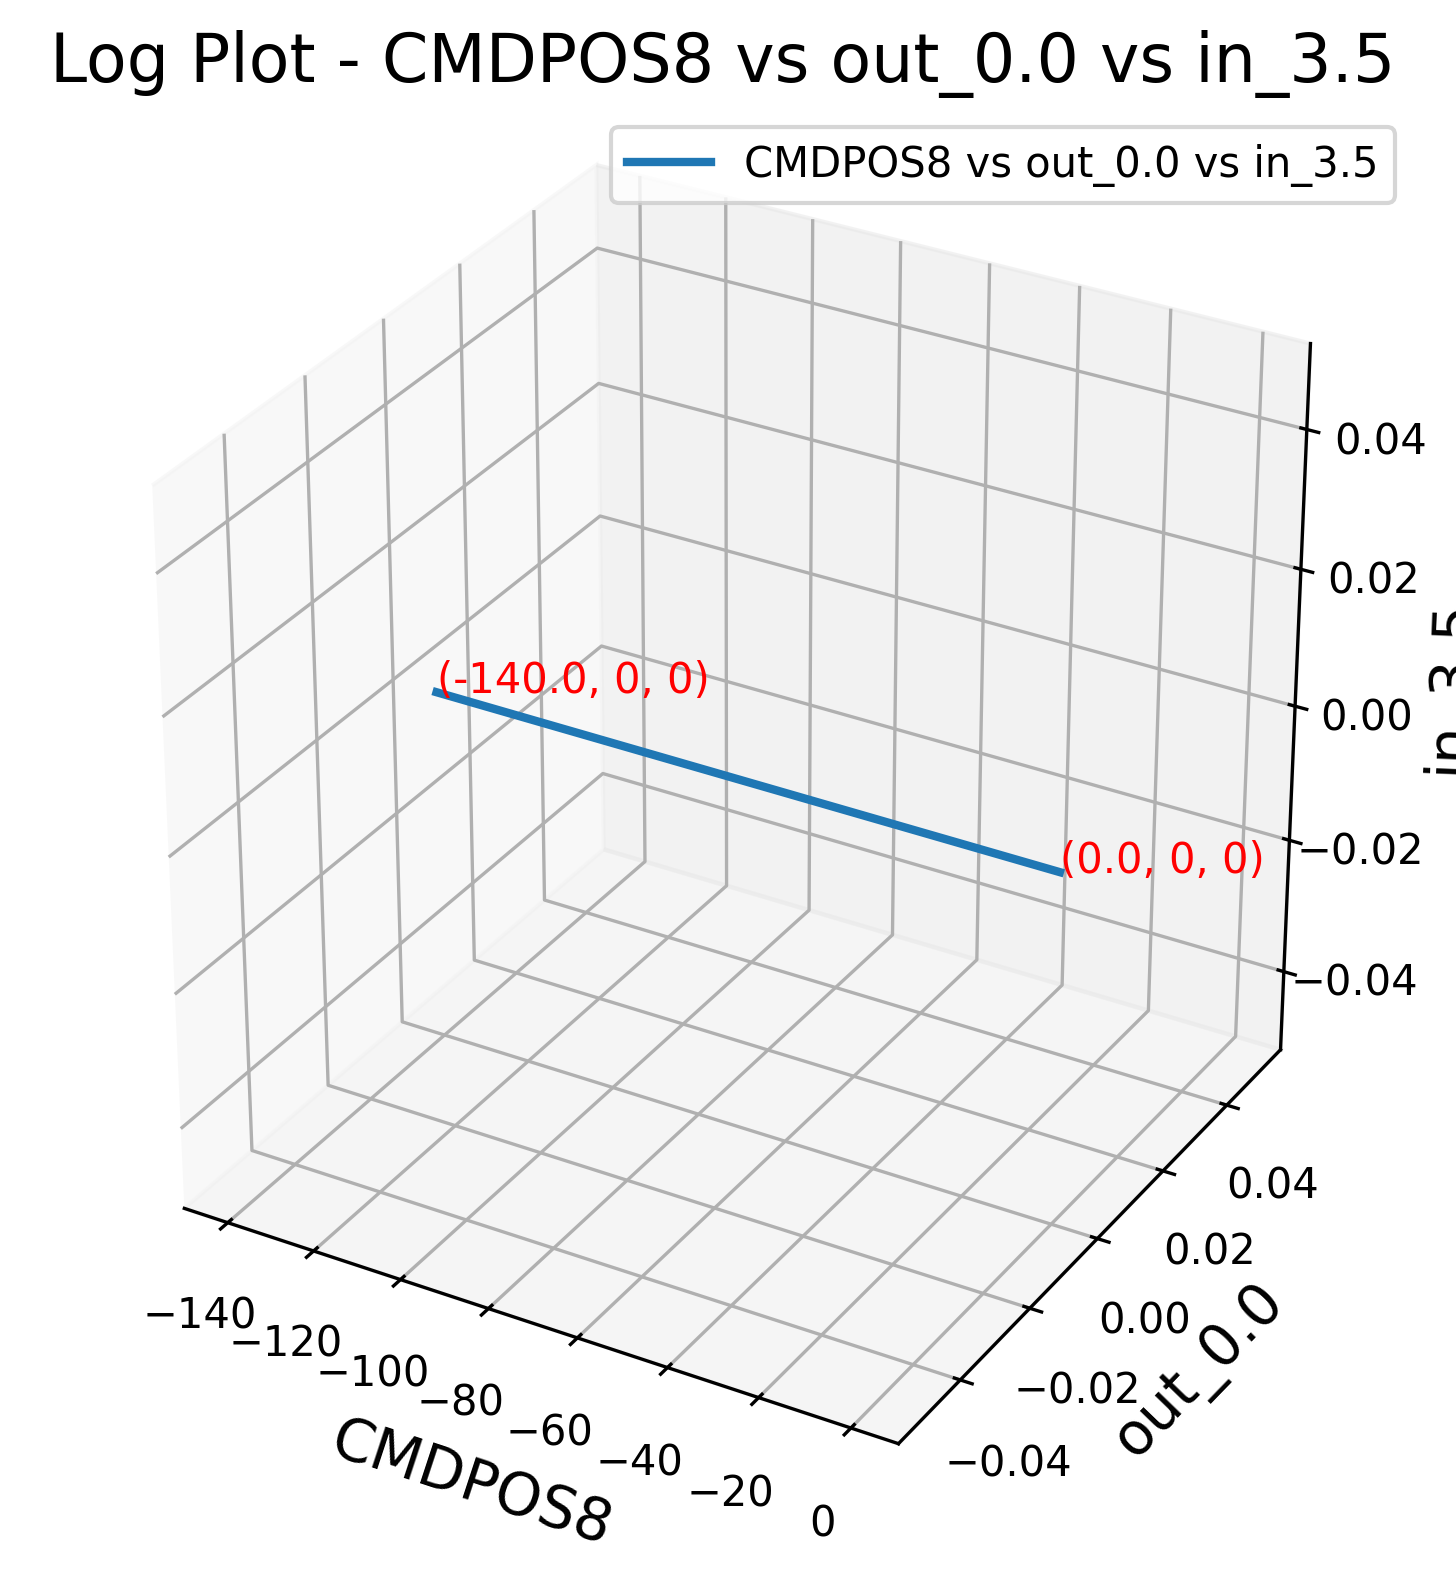 Log Plot - CMDPOS8 vs out_0.0 vs in_3.5
CMDPOS8 vs out_0.0 vs in_3.5
0.04
0.02
0.00
−0.02
−0.04
in_3.5
(-140.0, 0, 0)
(0.0, 0, 0)
0.04
0.02
0.00
−0.02
−0.04
out_0.0
−140
−120
−100
−80
−60
−40
−20
0
CMDPOS8